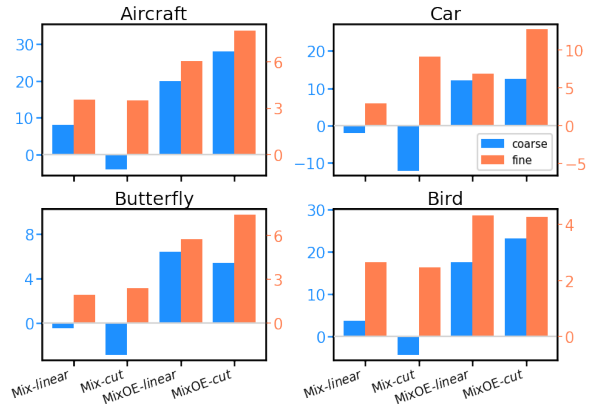 Aircraft
Car
30
20
10
0
6
3
0
20
10
0
−10
10
5
0
−5
coarse
fine
Butterfly
Bird
8
4
0
6
3
0
30
20
10
0
4
2
0
Mix-linear
Mix-cut
MixOE-linear
MixOE-cut
Mix-linear
Mix-cut
MixOE-linear
MixOE-cut